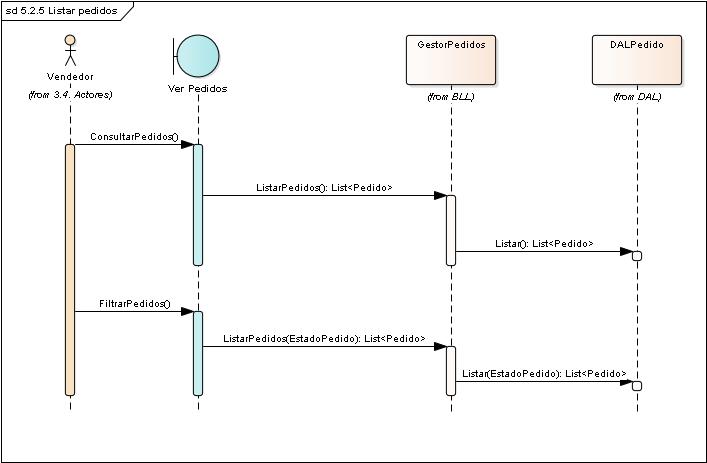 sd 5.2.5 Listar pedidos
Vendedor
(from 3.4. Actores)
Ver Pedidos
GestorPedidos
(from BLL)
DALPedido
(from DAL)
ConsultarPedidos()
ListarPedidos(): List<Pedido>
Listar(): List<Pedido>
FiltrarPedidos()
ListarPedidos(EstadoPedido): List<Pedido>
Listar(EstadoPedido): List<Pedido>